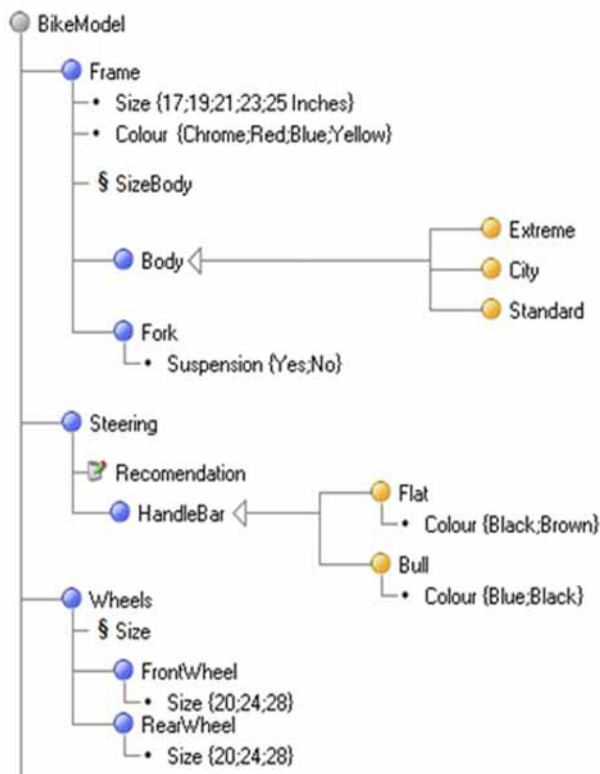 BikeModel
Frame
• Size {17;19;21;23;25 Inches}
• Colour {Chrome;Red;Blue;Yellow}
§ SizeBody
Body
Extreme
City
Standard
Fork
• Suspension {Yes;No}
Steering
Recomendation
HandleBar
Flat
• Colour {Black;Brown}
Bull
• Colour {Blue;Black}
Wheels
§ Size
FrontWheel
• Size {20;24;28}
RearWheel
• Size {20;24;28}